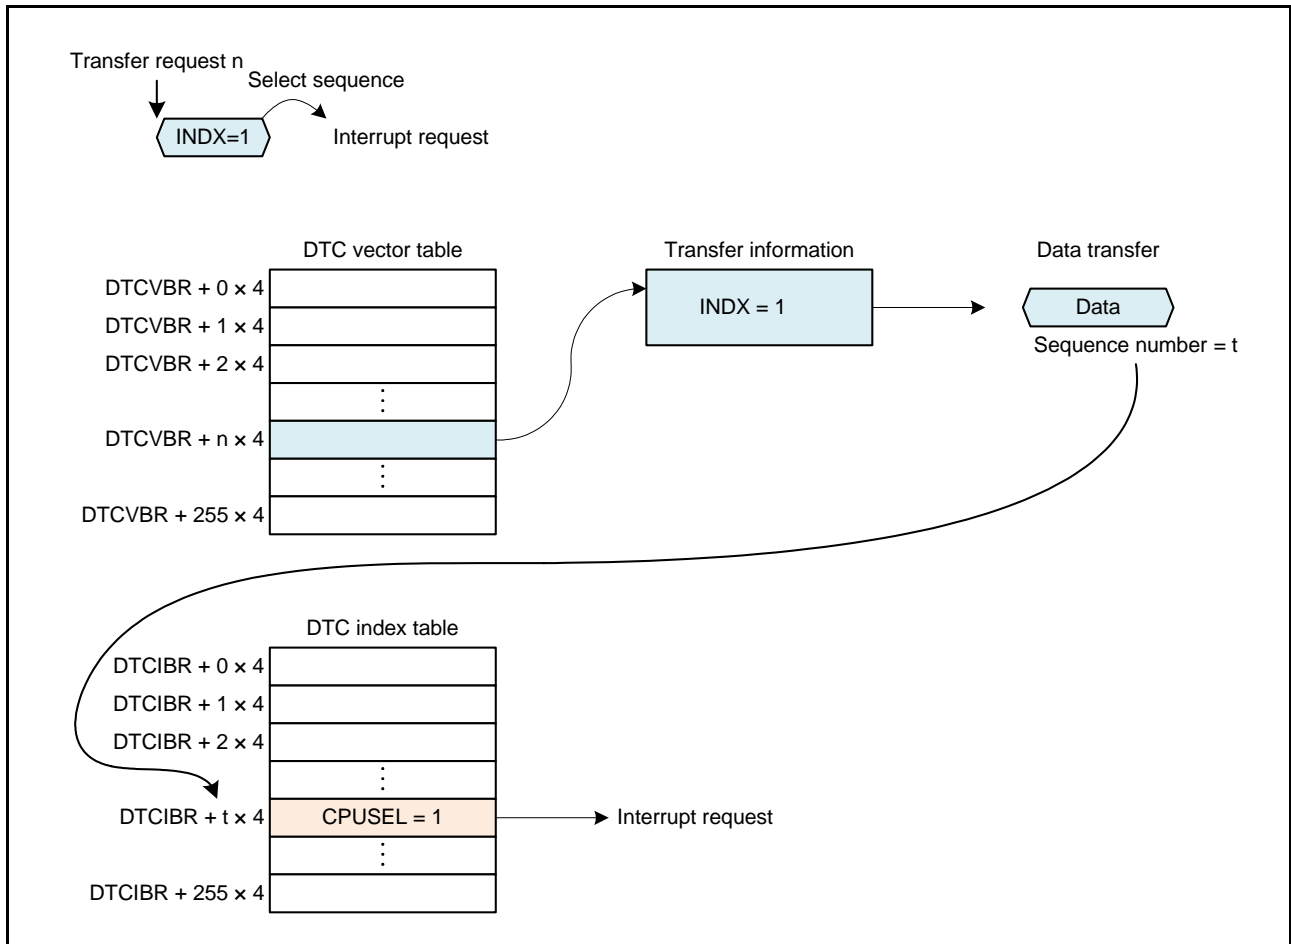 Transfer request n
Select sequence
INDX=1
Interrupt request
DTC vector table
Transfer information
Data transfer
DTCVBR + 0 × 4
INDX = 1
Data
DTCVBR + 1 × 4
Sequence number = t
DTCVBR + 2 × 4
⋮
DTCVBR + n × 4
⋮
DTCVBR + 255 × 4
DTC index table
DTCIBR + 0 × 4
DTCIBR + 1 × 4
DTCIBR + 2 × 4
⋮
DTCIBR + t × 4
CPUSEL = 1
Interrupt request
⋮
DTCIBR + 255 × 4